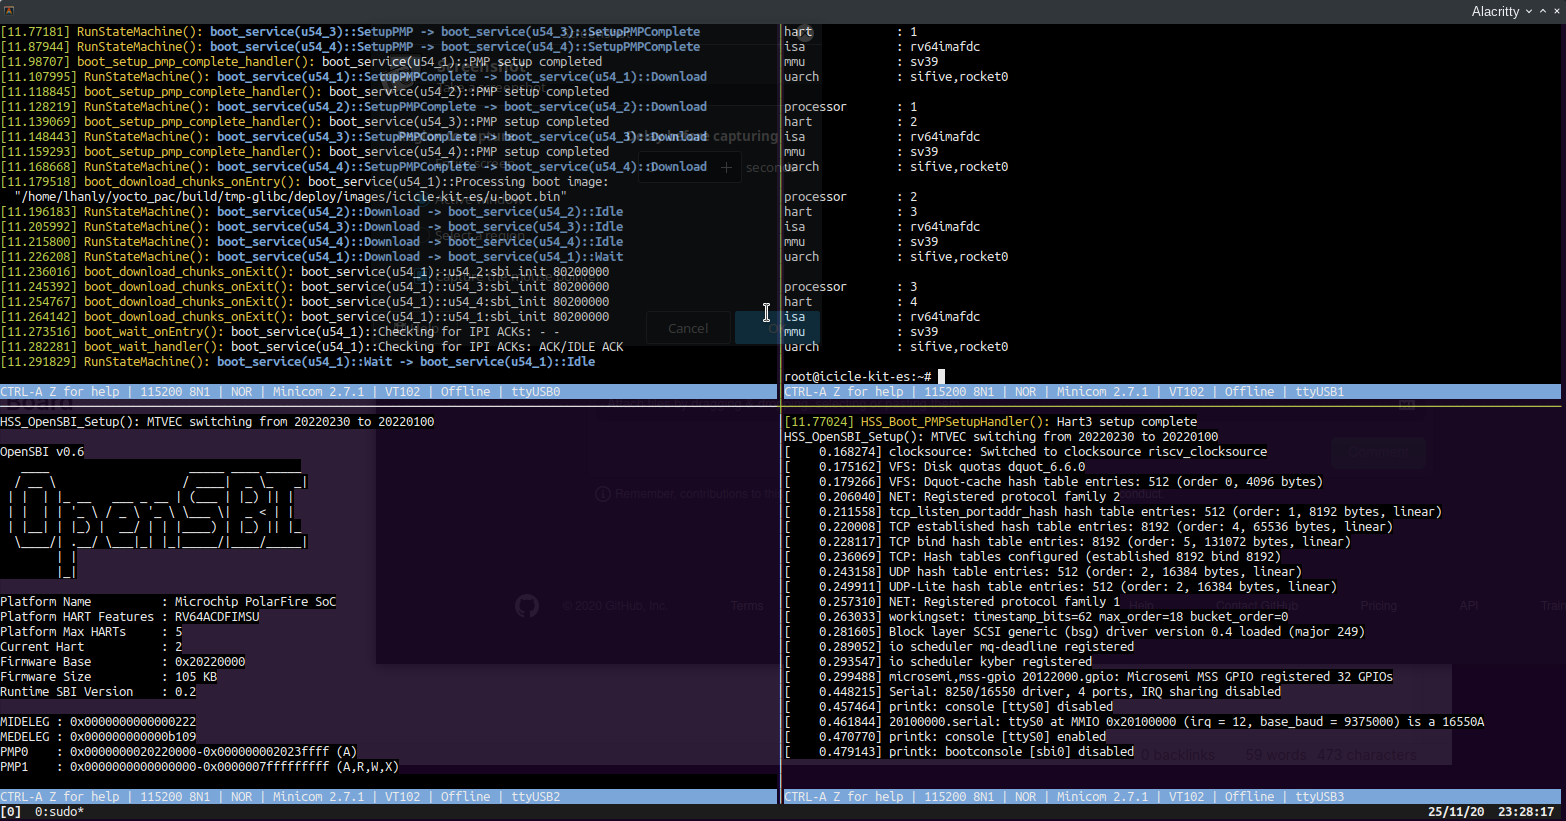 Alacritty
[11.77181] RunStateMachine(): boot_service(u54_3)::SetupPMP -> boot_service(u54_3)::SetupPMPComplete
[11.87944] RunStateMachine(): boot_service(u54_4)::SetupPMP -> boot_service(u54_4)::SetupPMPComplete
[11.98707] boot_setup_pmp_complete_handler(): boot_service(u54_1)::PMP setup completed
[11.107995] RunStateMachine(): boot_service(u54_1)::SetupPMPComplete -> boot_service(u54_1)::Download
[11.118845] boot_setup_pmp_complete_handler(): boot_service(u54_2)::PMP setup completed
[11.128219] RunStateMachine(): boot_service(u54_2)::SetupPMPComplete -> boot_service(u54_2)::Download
[11.139069] boot_setup_pmp_complete_handler(): boot_service(u54_3)::PMP setup completed
[11.148443] RunStateMachine(): boot_service(u54_3)::SetupPMPComplete -> boot_service(u54_3)::Download
[11.159293] boot_setup_pmp_complete_handler(): boot_service(u54_4)::PMP setup completed
[11.168668] RunStateMachine(): boot_service(u54_4)::SetupPMPComplete -> boot_service(u54_4)::Download
[11.179518] boot_download_chunks_onEntry(): boot_service(u54_1)::Processing boot image:
"/home/lhanly/yocto_pac/build/tmp-glibc/deploy/images/icicle-kit-es/u-boot.bin"
[11.196183] RunStateMachine(): boot_service(u54_2)::Download -> boot_service(u54_2)::Idle
[11.205992] RunStateMachine(): boot_service(u54_3)::Download -> boot_service(u54_3)::Idle
[11.215800] RunStateMachine(): boot_service(u54_4)::Download -> boot_service(u54_4)::Idle
[11.226208] RunStateMachine(): boot_service(u54_1)::Download -> boot_service(u54_1)::Wait
[11.236016] boot_download_chunks_onExit(): boot_service(u54_1)::u54_2:sbi_init 80200000
[11.245392] boot_download_chunks_onExit(): boot_service(u54_1)::u54_3:sbi_init 80200000
[11.254767] boot_download_chunks_onExit(): boot_service(u54_1)::u54_4:sbi_init 80200000
[11.264142] boot_download_chunks_onExit(): boot_service(u54_1)::u54_1:sbi_init 80200000
[11.273516] boot_wait_onEntry(): boot_service(u54_1)::Checking for IPI ACKs: - -
[11.282281] boot_wait_handler(): boot_service(u54_1)::Checking for IPI ACKs: ACK/IDLE ACK
[11.291829] RunStateMachine(): boot_service(u54_1)::Wait -> boot_service(u54_1)::Idle
CTRL-A Z for help | 115200 8N1 | NOR | Minicom 2.7.1 | VT102 | Offline | ttyUSB0
hart : 1
isa : rv64imafdc
mmu : sv39
uarch : sifive,rocket0
processor : 1
hart : 2
isa : rv64imafdc
mmu : sv39
uarch : sifive,rocket0
processor : 2
hart : 3
isa : rv64imafdc
mmu : sv39
uarch : sifive,rocket0
processor : 3
hart : 4
isa : rv64imafdc
mmu : sv39
uarch : sifive,rocket0
root@icicle-kit-es:~#
CTRL-A Z for help | 115200 8N1 | NOR | Minicom 2.7.1 | VT102 | Offline | ttyUSB1
HSS_OpenSBI_Setup(): MTVEC switching from 20220230 to 20220100
OpenSBI v0.6
OpenSBI
Platform Name : Microchip PolarFire SoC
Platform HART Features : RV64ACDFIMSU
Platform Max HARTs : 5
Current Hart : 2
Firmware Base : 0x20220000
Firmware Size : 105 KB
Runtime SBI Version : 0.2
MIDELEG : 0x0000000000000222
MEDELEG : 0x000000000000b109
PMP0 : 0x0000000020220000-0x000000002023ffff (A)
PMP1 : 0x0000000000000000-0x0000007fffffffff (A,R,W,X)
CTRL-A Z for help | 115200 8N1 | NOR | Minicom 2.7.1 | VT102 | Offline | ttyUSB2
[11.77024] HSS_Boot_PMPSetupHandler(): Hart3 setup complete
HSS_OpenSBI_Setup(): MTVEC switching from 20220230 to 20220100
[    0.168274] clocksource: Switched to clocksource riscv_clocksource
[    0.175162] VFS: Disk quotas dquot_6.6.0
[    0.179266] VFS: Dquot-cache hash table entries: 512 (order 0, 4096 bytes)
[    0.206040] NET: Registered protocol family 2
[    0.211558] tcp_listen_portaddr_hash hash table entries: 512 (order: 1, 8192 bytes, linear)
[    0.220008] TCP established hash table entries: 8192 (order: 4, 65536 bytes, linear)
[    0.228117] TCP bind hash table entries: 8192 (order: 5, 131072 bytes, linear)
[    0.236069] TCP: Hash tables configured (established 8192 bind 8192)
[    0.243158] UDP hash table entries: 512 (order: 2, 16384 bytes, linear)
[    0.249911] UDP-Lite hash table entries: 512 (order: 2, 16384 bytes, linear)
[    0.257310] NET: Registered protocol family 1
[    0.263033] workingset: timestamp_bits=62 max_order=18 bucket_order=0
[    0.281605] Block layer SCSI generic (bsg) driver version 0.4 loaded (major 249)
[    0.289052] io scheduler mq-deadline registered
[    0.293547] io scheduler kyber registered
[    0.299488] microsemi,mss-gpio 20122000.gpio: Microsemi MSS GPIO registered 32 GPIOs
[    0.448215] Serial: 8250/16550 driver, 4 ports, IRQ sharing disabled
[    0.457464] printk: console [ttyS0] disabled
[    0.461844] 20100000.serial: ttyS0 at MMIO 0x20100000 (irq = 12, base_baud = 9375000) is a 16550A
[    0.470770] printk: console [ttyS0] enabled
[    0.479143] printk: bootconsole [sbi0] disabled
CTRL-A Z for help | 115200 8N1 | NOR | Minicom 2.7.1 | VT102 | Offline | ttyUSB3
Cancel
© 2020 GitHub, Inc.
Terms
Help
Contact GitHub
Pricing
API
0 backlinks 59 words 473 characters
[0] 0:sudo*
25/11/20 23:28:17